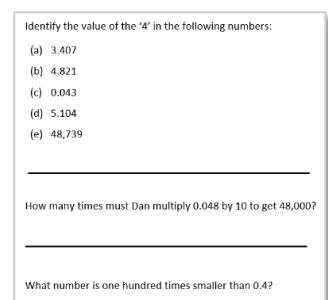 Identify the value of the '4' in the following numbers:
(a) 3.407
(b) 4.821
(c) 0.043
(d) 5.104
(e) 48,739
How many times must Dan multiply 0.048 by 10 to get 48,000?
What number is one hundred times smaller than 0.4?